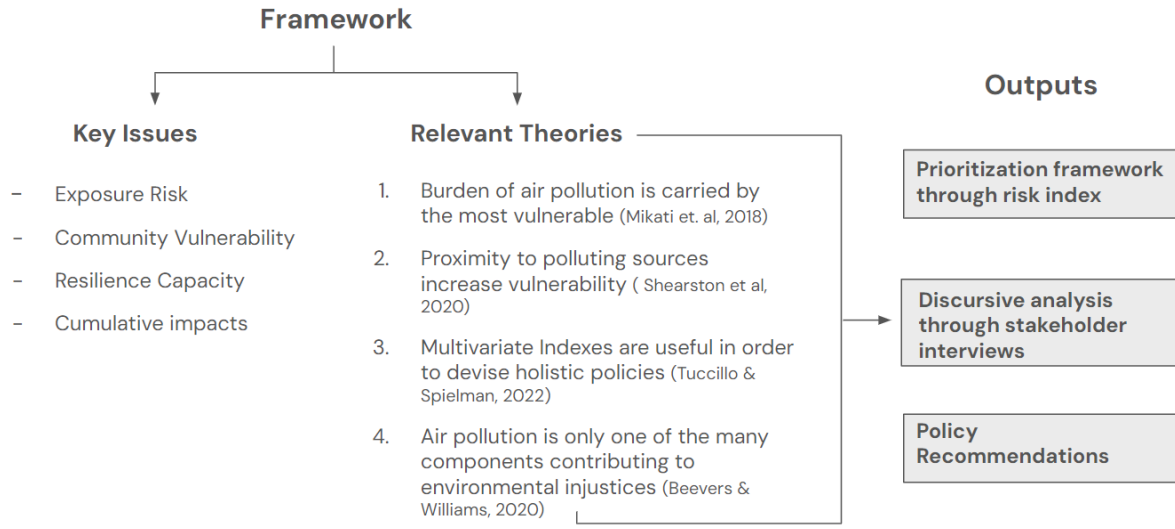 Framework
Key Issues
- Exposure Risk
- Community Vulnerability
- Resilience Capacity
- Cumulative impacts
Relevant Theories
1. Burden of air pollution is carried by
the most vulnerable (Mikati et. al, 2018)
2. Proximity to polluting sources
increase vulnerability ( Shearston et al,
2020)
3. Multivariate Indexes are useful in order
to devise holistic policies (Tuccillo &
Spielman, 2022)
4. Air pollution is only one of the many
components contributing to
environmental injustices (Beevers &
Williams, 2020)
Outputs
Prioritization framework
through risk index
Discursive analysis
through stakeholder
interviews
Policy
Recommendations